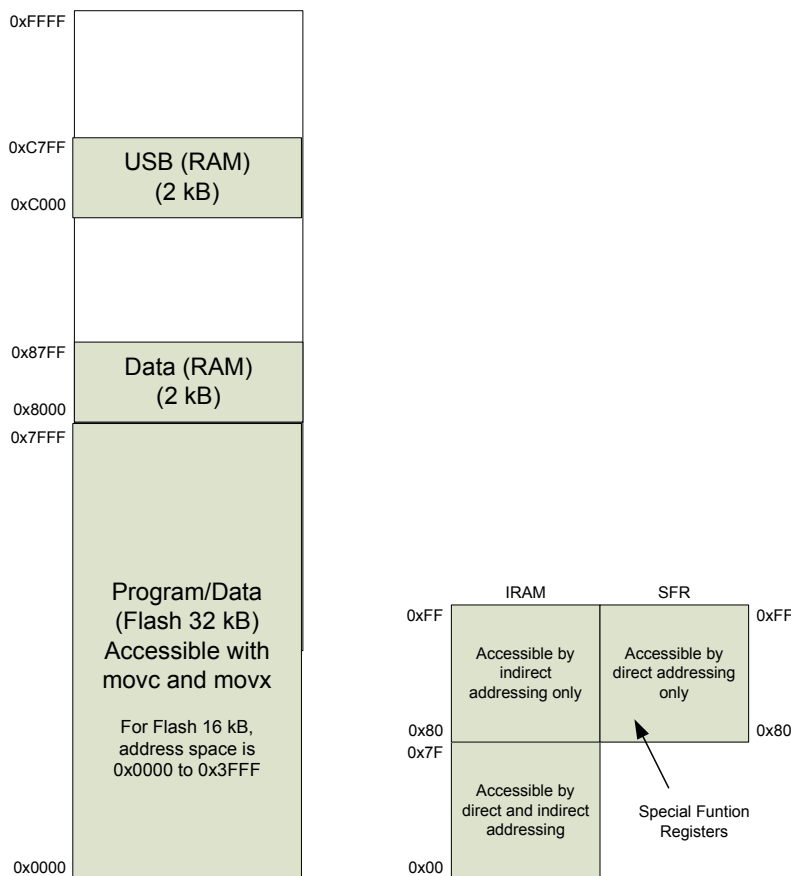 0xFFFF
0xC7FF
USB (RAM)
(2 kB)
0xC000
0x87FF
Data (RAM)
(2 kB)
0x8000
0x7FFF
Program/Data
(Flash 32 kB)
Accessible with
movc and movx
For Flash 16 kB,
address space is
0x0000 to 0x3FFF
0x0000
IRAM
SFR
0xFF
0xFF
Accessible by
indirect
addressing only
Accessible by
direct addressing
only
0x80
0x80
0x7F
Accessible by
direct and indirect
addressing
Special Funtion
Registers
0x00